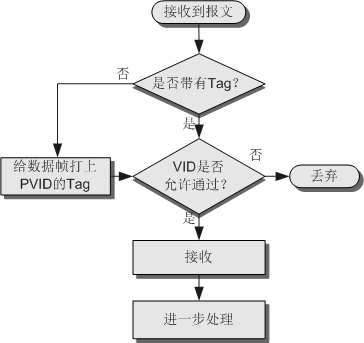 接收到报文
否
是否带有Tag?
是
给数据帧打上
PVID的Tag
VID是否
允许通过?
否
丢弃
是
接收
进一步处理